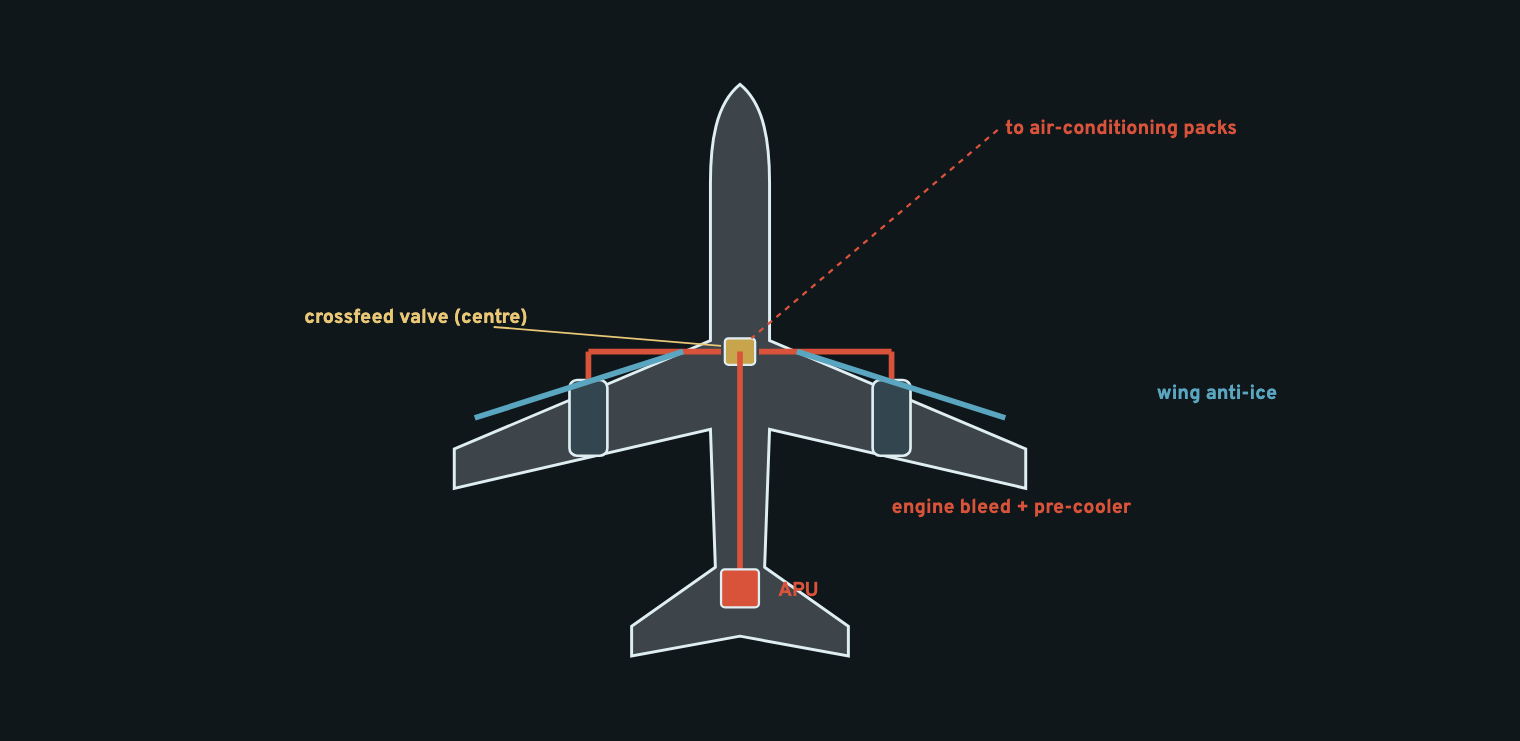 to air-conditioning packs
crossfeed valve (centre)
wing anti-ice
engine bleed + pre-cooler
APU